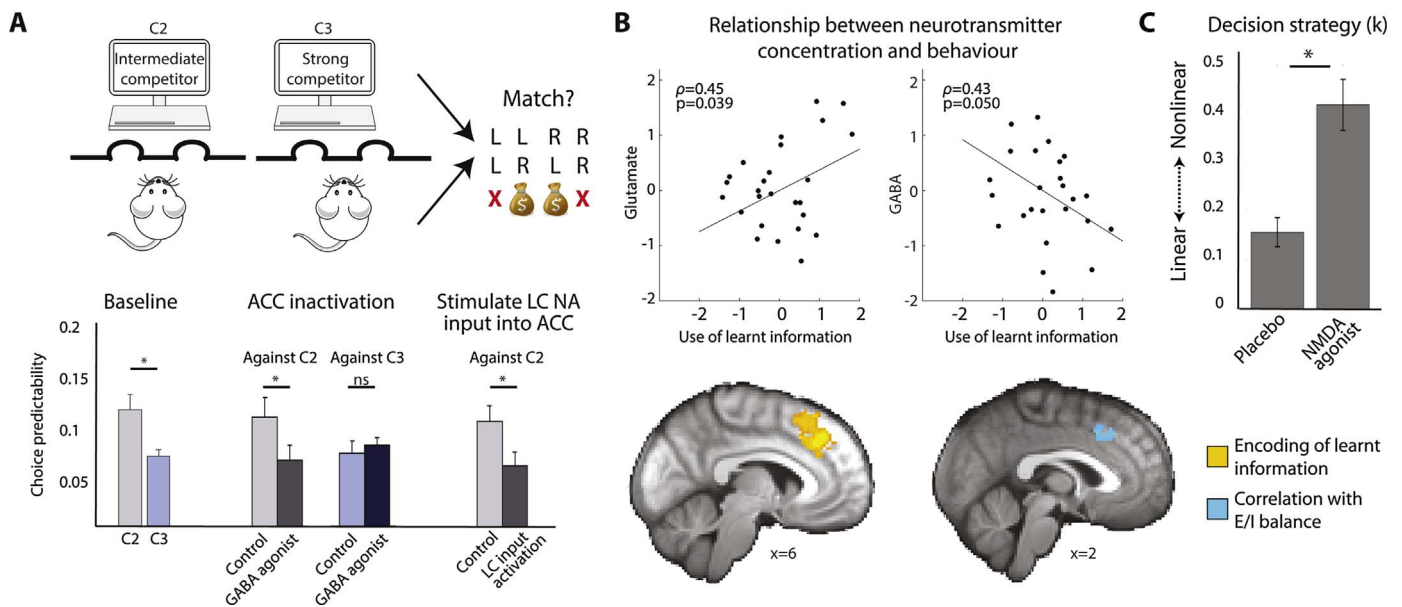 A
C2
C3
Intermediate
competitor
Strong
competitor
Match?
L L R R
L R L R
X $ $ X
Baseline
ACC inactivation
Stimulate LC NA
input into ACC
Against C2
Against C3
Against C2
*
*
ns
*
Choice predictability
0.2
0.15
0.1
0.05
C2
C3
Control
GABA agonist
Control
GABA agonist
Control
LC input
activation
B
Relationship between neurotransmitter
concentration and behaviour
ρ=0.45
p=0.039
Glutamate
2
1
0
-1
-2
-2 -1 0 1 2
Use of learnt information
ρ=0.43
p=0.050
GABA
2
1
0
-1
-2
-2 -1 0 1 2
Use of learnt information
x=6
x=2
Encoding of learnt
information
Correlation with
E/I balance
C
Decision strategy (k)
*
Linear Nonlinear
0.5
0.4
0.3
0.2
0.1
0
Placebo
NMDA
agonist